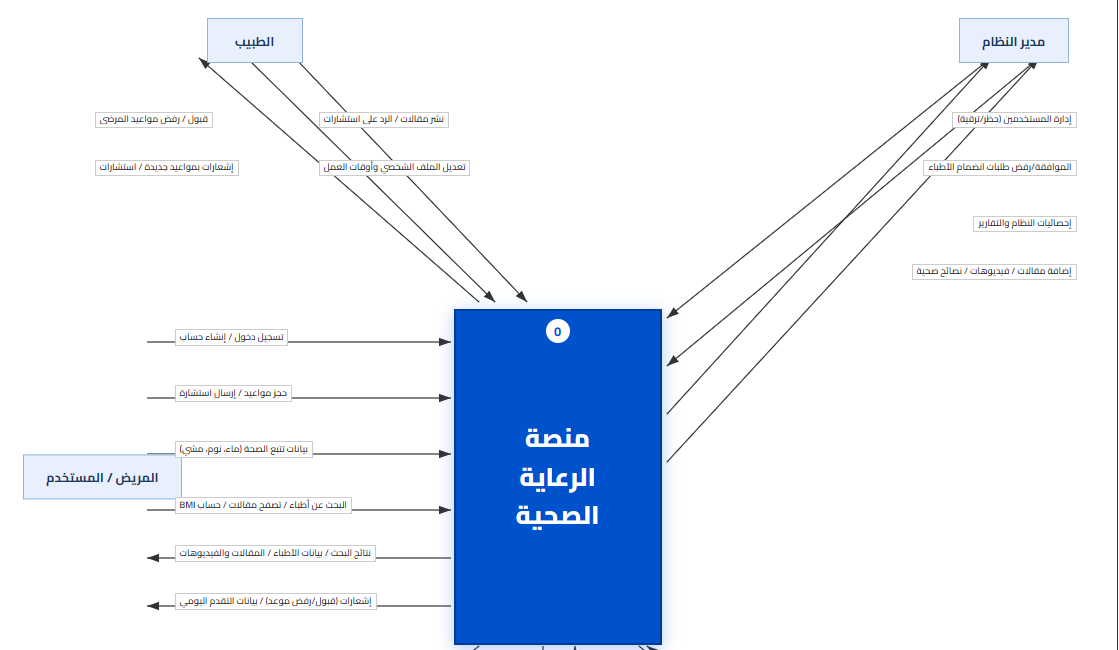 مدير النظام
الطبيب
إدارة المستخدمين (حظر/ترقية)
نشر مقالات / الرد على استشارات
قبول / رفض مواعيد المرضى
الموافقة/رفض طلبات انضمام الأطباء
تعديل الملف الشخصي وأوقات العمل
إشعارات بمواعيد جديدة / استشارات
إحصائيات النظام والتقارير
إضافة مقالات / فيديوهات / نصائح صحية
0
منصة
الرعاية
الصحية
تسجيل دخول / إنشاء حساب
حجز مواعيد / إرسال استشارة
بيانات تتبع الصحة (ماء، نوم، مشي)
المريض / المستخدم
البحث عن أطباء / تصفح مقالات / حساب BMI
نتائج البحث / بيانات الأطباء / المقالات والفيديوهات
إشعارات (قبول/رفض موعد) / بيانات التقدم اليومي